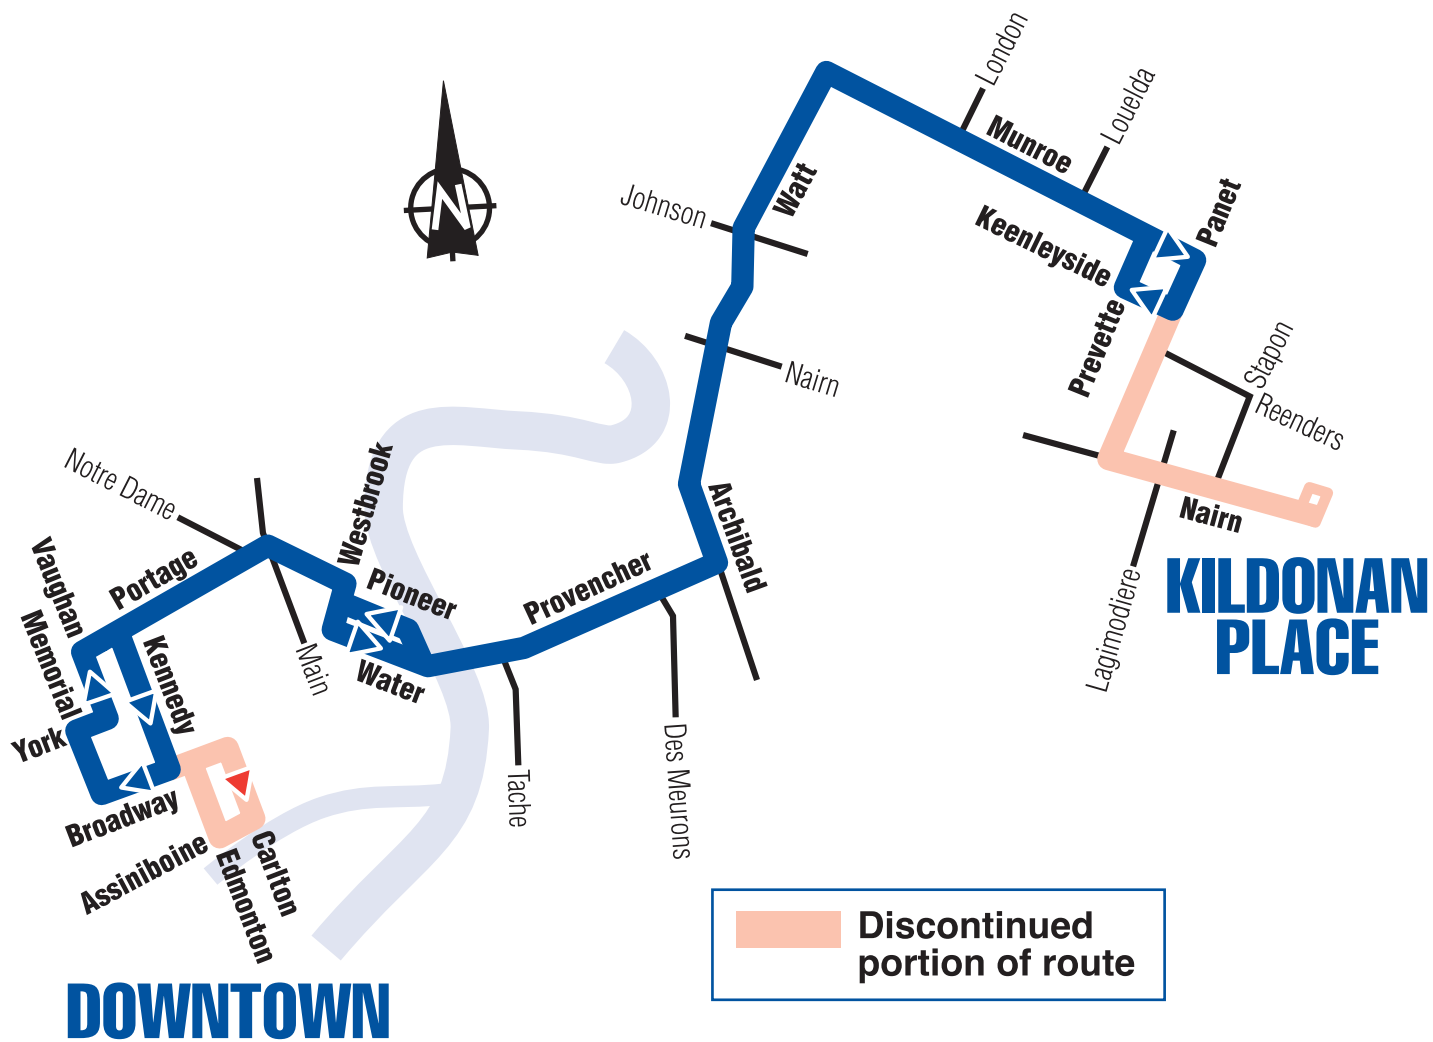 London
Louelda
Munroe
Watt
Johnson
Panet
Keenleyside
Prevette
Stapon
Reenders
Nairn
Nairn
Lagimodiere
KILDONAN
PLACE
N
Notre Dame
Westbrook
Archibald
Portage
Pioneer
Provencher
Vaughan
Memorial
Kennedy
Main
Water
York
Broadway
Tache
Des Meurons
Assiniboine
Edmonton
Carlton
DOWNTOWN
Discontinued
portion of route